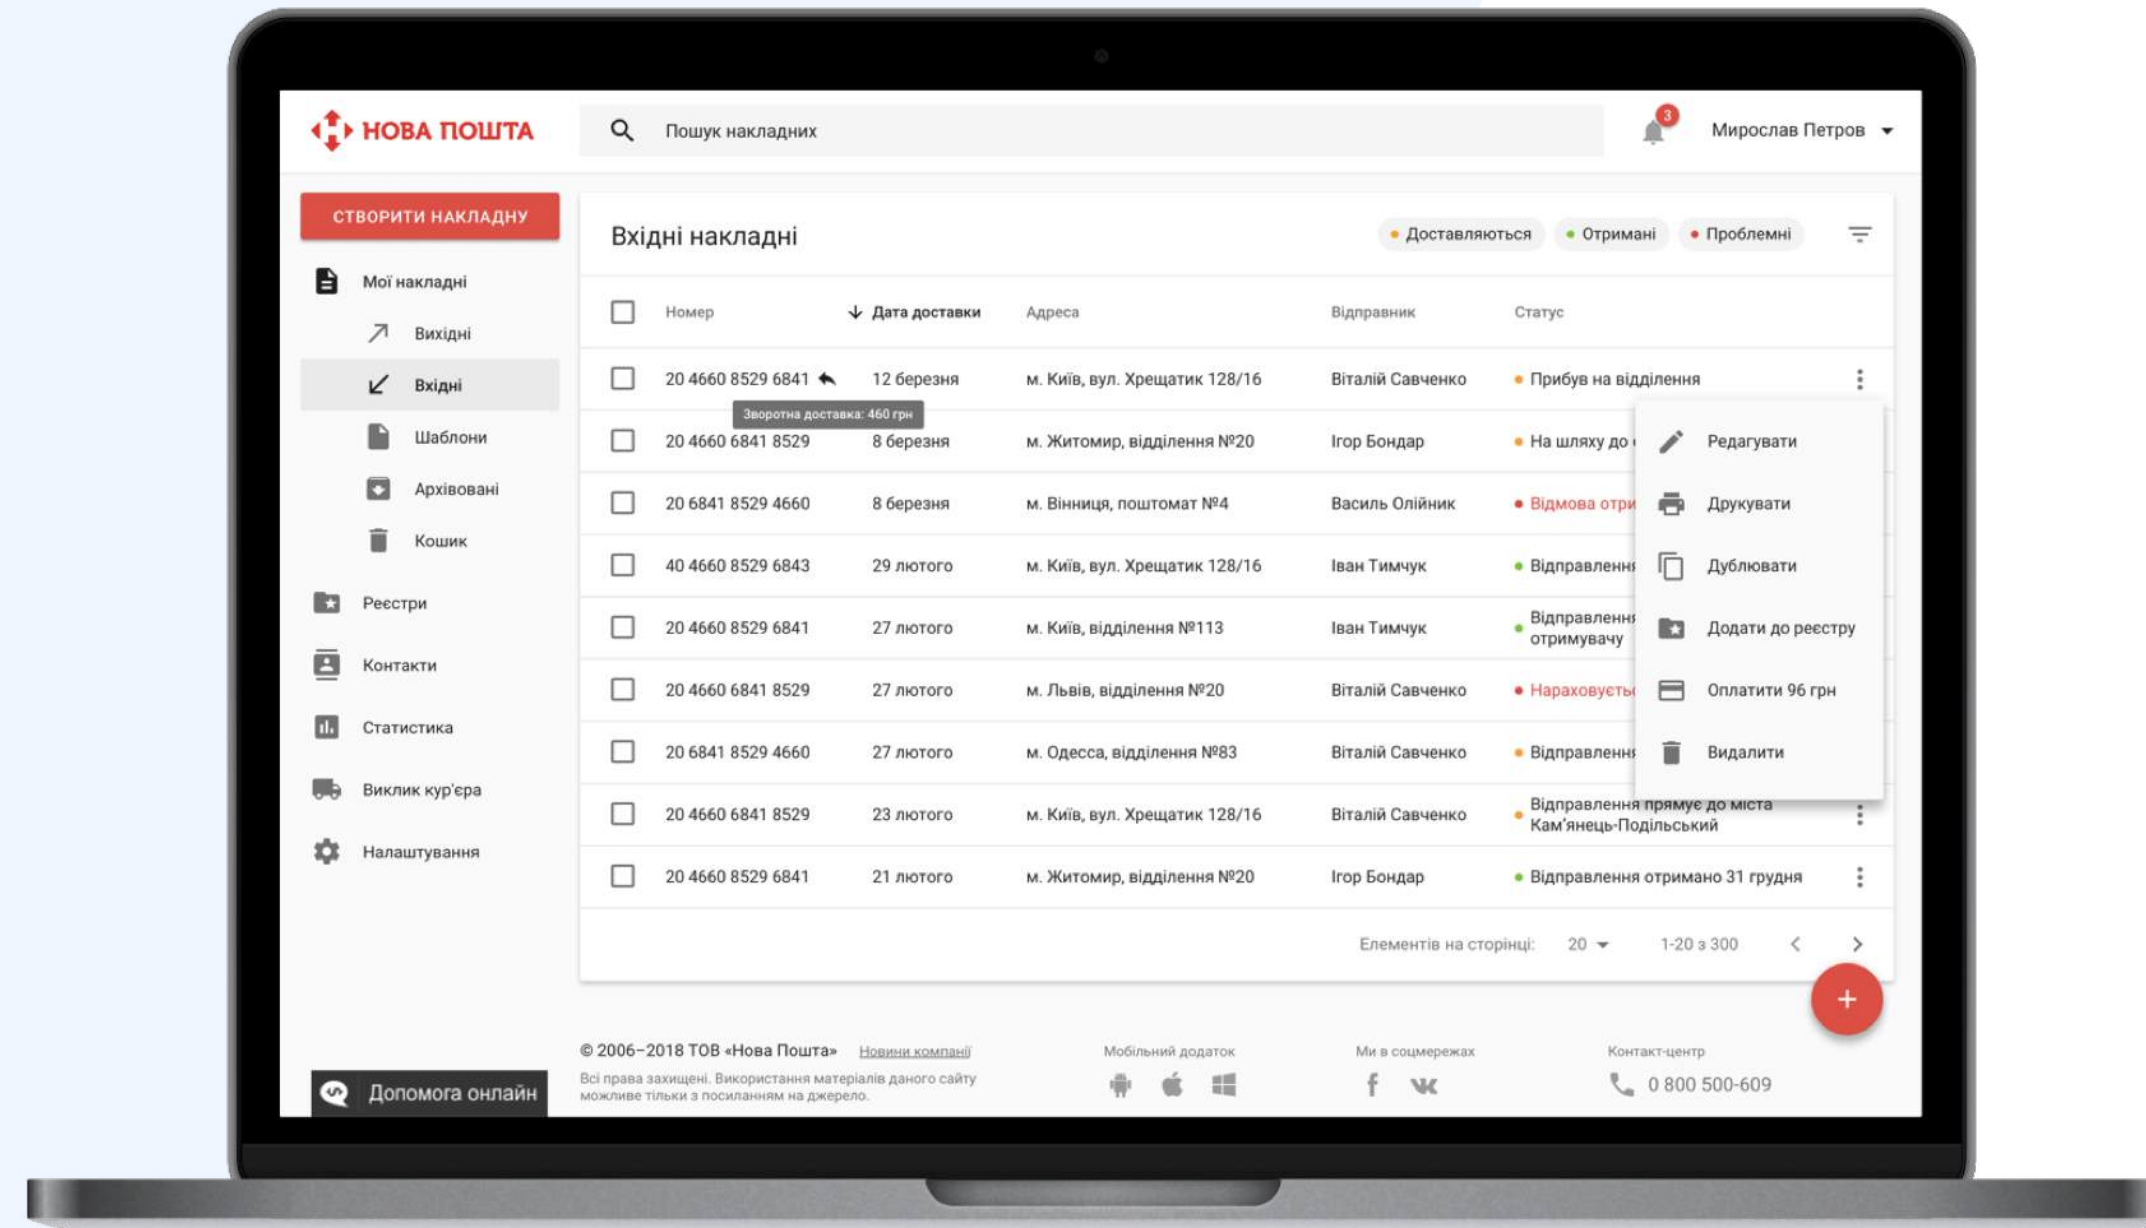 НОВА ПОШТА
Пошук накладних
3
Мирослав Петров
СТВОРИТИ НАКЛАДНУ
Мої накладні
Вихідні
Вхідні
Шаблони
Архівовані
Кошик
Реєстри
Контакти
Статистика
Виклик кур'єра
Налаштування
Допомога онлайн
Вхідні накладні
Доставляються Отримані Проблемні
Номер Дата доставки Адреса Відправник Статус
20 4660 8529 6841 12 березня м. Київ, вул. Хрещатик 128/16 Віталій Савченко Прибув на відділення
Зворотна доставка: 460 грн
20 4660 6841 8529 8 березня м. Житомир, відділення №20 Ігор Бондар На шляху до
20 6841 8529 4660 8 березня м. Вінниця, поштомат №4 Василь Олійник Відмова
40 4660 8529 6843 29 лютого м. Київ, вул. Хрещатик 128/16 Іван Тимчук
20 4660 8529 6841 27 лютого м. Київ, відділення №113 Іван Тимчук
отримувачу
20 4660 6841 8529 27 лютого м. Львів, відділення №20 Віталій Савченко
20 6841 8529 4660 27 лютого м. Одесса, відділення №83 Віталій Савченко
20 4660 6841 8529 23 лютого м. Київ, вул. Хрещатик 128/16 Віталій Савченко Відправлення прямує до міста
Кам'янець-Подільський
20 4660 8529 6841 21 лютого м. Житомир, відділення №20 Ігор Бондар Відправлення отримано 31 грудня
Редагувати
Друкувати
Дублювати
Додати до реєстру
Оплатити 96 грн
Видалити
Елементів на сторінці: 20 1-20 з 300
+
© 2006–2018 ТОВ «Нова Пошта» Новини компанії
Всі права захищені. Використання матеріалів даного сайту
можливе тільки з посиланням на джерело.
Мобільний додаток
Ми в соцмережах
Контакт-центр
0 800 500-609